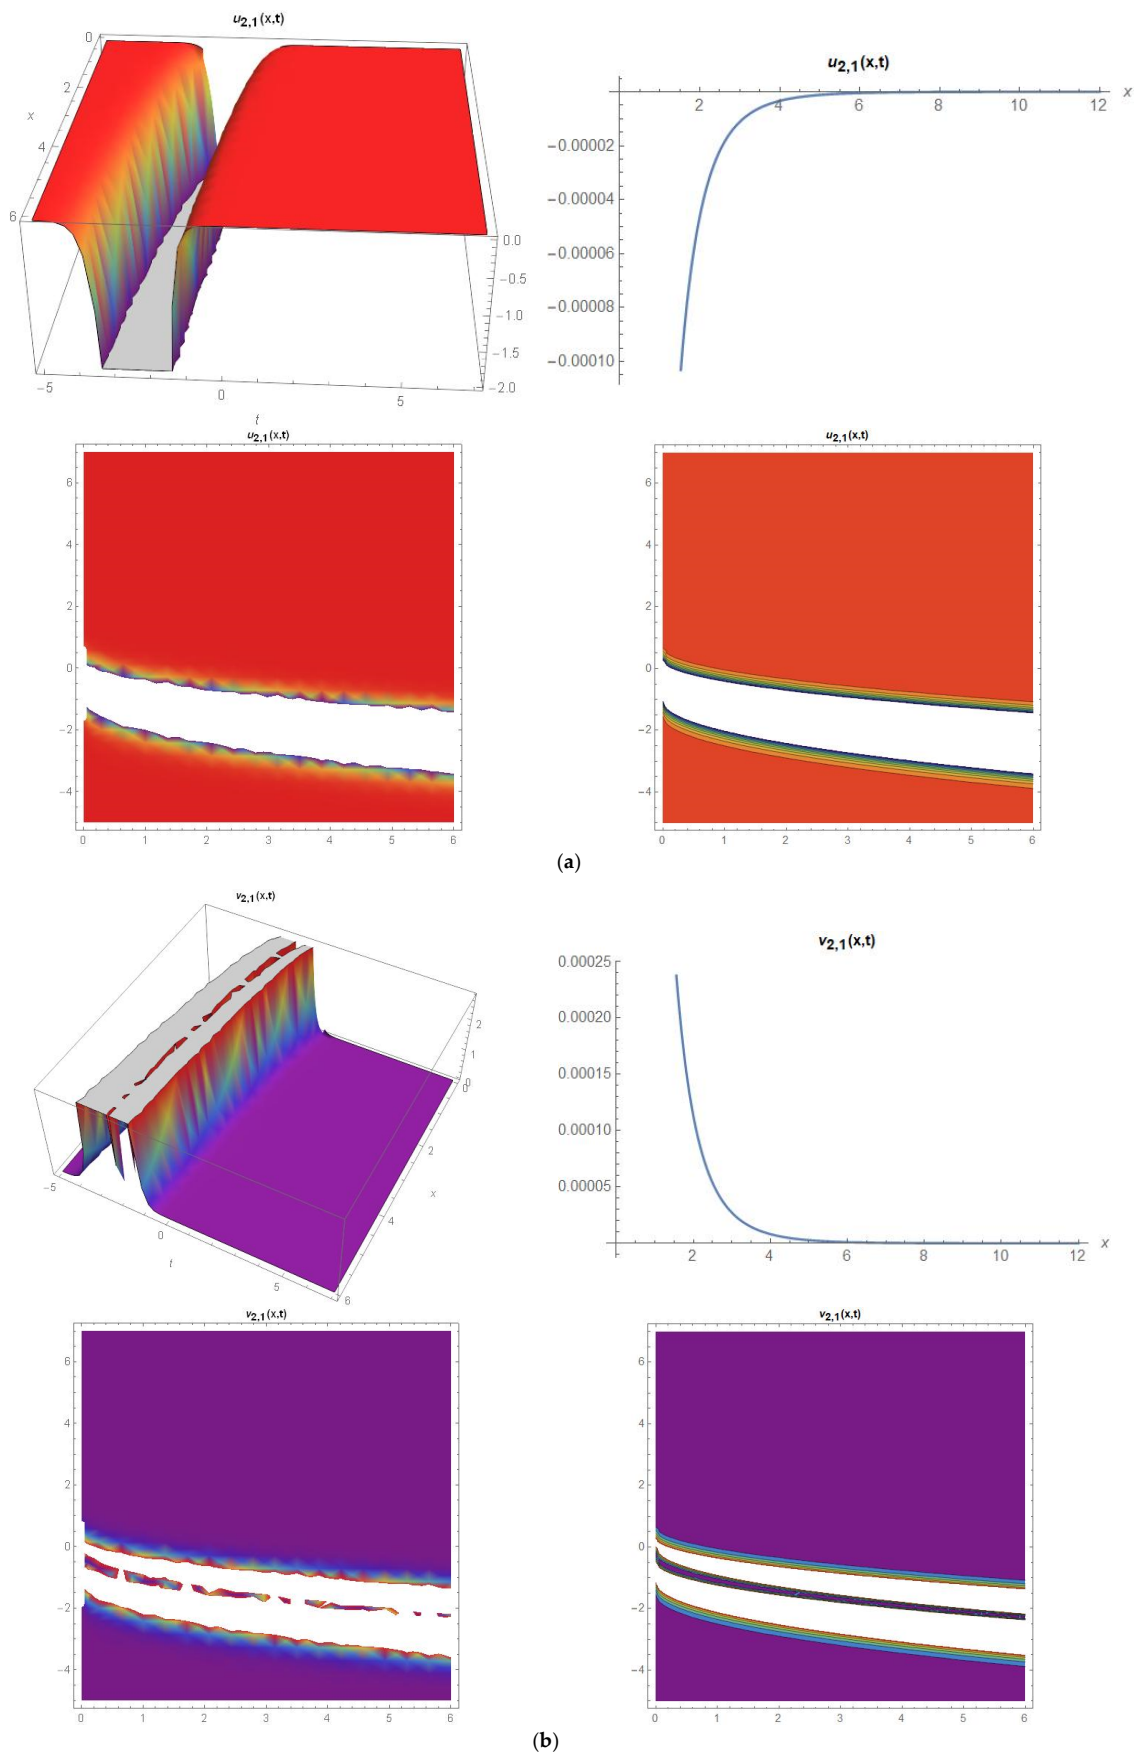 u2,1(x,t)
0
2
x
4
6
0.0
−0.5
−1.0
−1.5
−2.0
−5
0
5
t
u2,1(x,t)
x
2 4 6 8 10 12
−0.00002
−0.00004
−0.00006
−0.00008
−0.00010
u2,1(x,t)
6
4
2
0
−2
−4
0 1 2 3 4 5 6
u2,1(x,t)
6
4
2
0
−2
−4
0 1 2 3 4 5 6
(a)
v2,1(x,t)
2
1
0
0
2
x
4
6
−5
0
5
t
v2,1(x,t)
0.00025
0.00020
0.00015
0.00010
0.00005
2 4 6 8 10 12
x
v2,1(x,t)
6
4
2
0
−2
−4
0 1 2 3 4 5 6
v2,1(x,t)
6
4
2
0
−2
−4
0 1 2 3 4 5 6
(b)